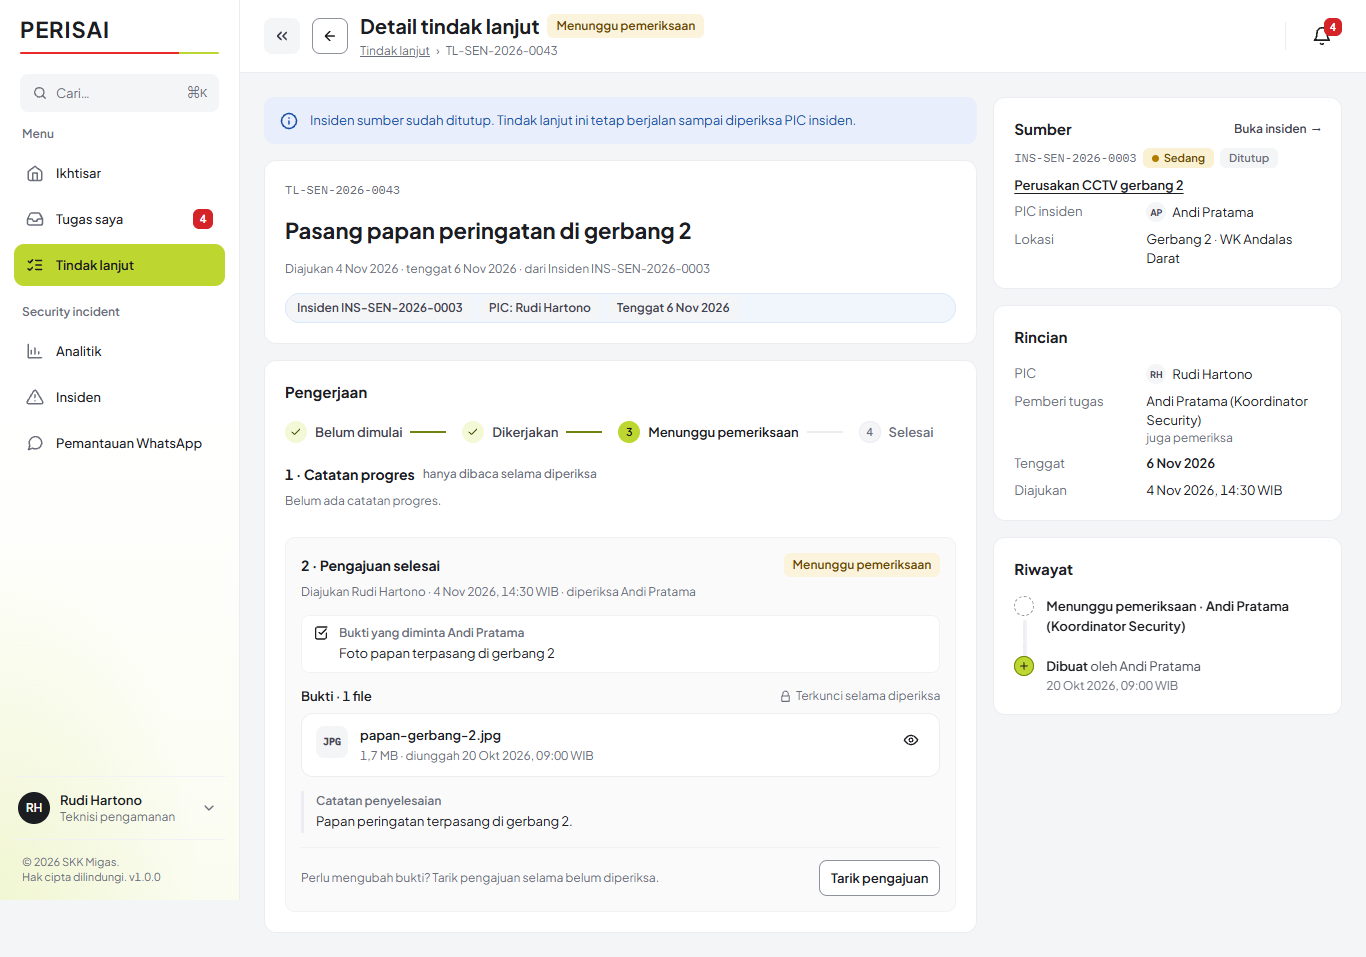 PERISAI
Cari...
⌘K
Menu
Ikhtisar
Tugas saya
4
Tindak lanjut
Security incident
Analitik
Insiden
Pemantauan WhatsApp
RH
Rudi Hartono
Teknisi pengamanan
© 2026 SKK Migas.
Hak cipta dilindungi. v1.0.0
Detail tindak lanjut
Menunggu pemeriksaan
Tindak lanjut › TL-SEN-2026-0043
4
Insiden sumber sudah ditutup. Tindak lanjut ini tetap berjalan sampai diperiksa PIC insiden.
TL-SEN-2026-0043
Pasang papan peringatan di gerbang 2
Diajukan 4 Nov 2026 · tenggat 6 Nov 2026 · dari Insiden INS-SEN-2026-0003
Insiden INS-SEN-2026-0003 PIC: Rudi Hartono Tenggat 6 Nov 2026
Pengerjaan
Belum dimulai
Dikerjakan
3 Menunggu pemeriksaan
4 Selesai
1 · Catatan progres hanya dibaca selama diperiksa
Belum ada catatan progres.
2 · Pengajuan selesai
Menunggu pemeriksaan
Diajukan Rudi Hartono · 4 Nov 2026, 14:30 WIB · diperiksa Andi Pratama
Bukti yang diminta Andi Pratama
Foto papan terpasang di gerbang 2
Bukti · 1 file
Terkunci selama diperiksa
JPG
papan-gerbang-2.jpg
1,7 MB · diunggah 20 Okt 2026, 09:00 WIB
Catatan penyelesaian
Papan peringatan terpasang di gerbang 2.
Perlu mengubah bukti? Tarik pengajuan selama belum diperiksa.
Tarik pengajuan
Sumber
Buka insiden →
INS-SEN-2026-0003
Sedang
Ditutup
Perusakan CCTV gerbang 2
PIC insiden
AP Andi Pratama
Lokasi
Gerbang 2 · WK Andalas
Darat
Rincian
PIC
RH Rudi Hartono
Pemberi tugas
Andi Pratama (Koordinator
Security)
juga pemeriksa
Tenggat
6 Nov 2026
Diajukan
4 Nov 2026, 14:30 WIB
Riwayat
Menunggu pemeriksaan · Andi Pratama
(Koordinator Security)
Dibuat oleh Andi Pratama
20 Okt 2026, 09:00 WIB